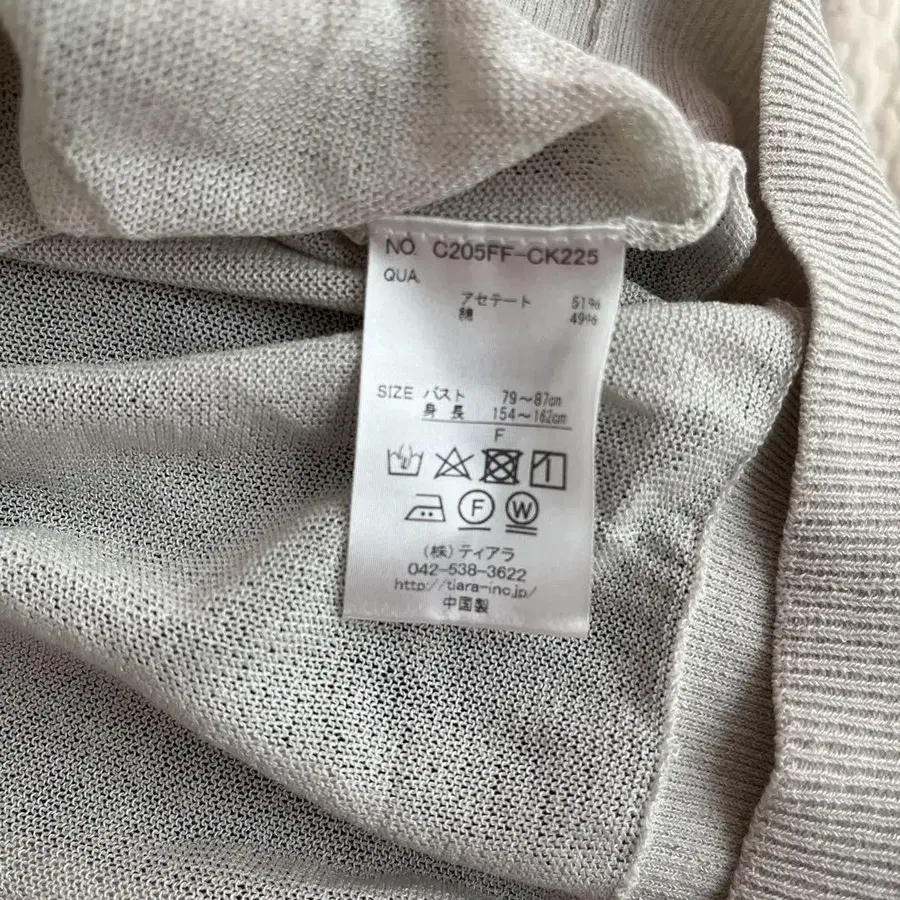 NO. C205FF-CK225
QUA.
アセテート 51%
綿 49%
SIZE バスト 79～87cm
身長 154～162cm
F
F W
(株)ティアラ
042-538-3622
http://tiara-inc.jp/
中国製